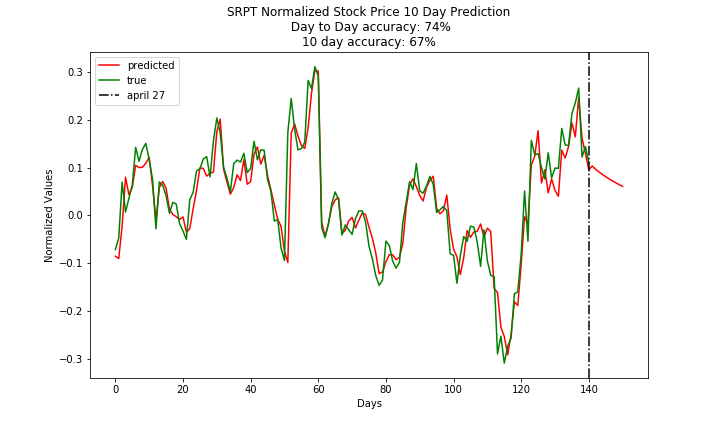 SRPT Normalized Stock Price 10 Day Prediction
Day to Day accuracy: 74%
10 day accuracy: 67%
predicted
true
april 27
Normalized Values
0.3
0.2
0.1
0.0
−0.1
−0.2
−0.3
0 20 40 60 80 100 120 140
Days